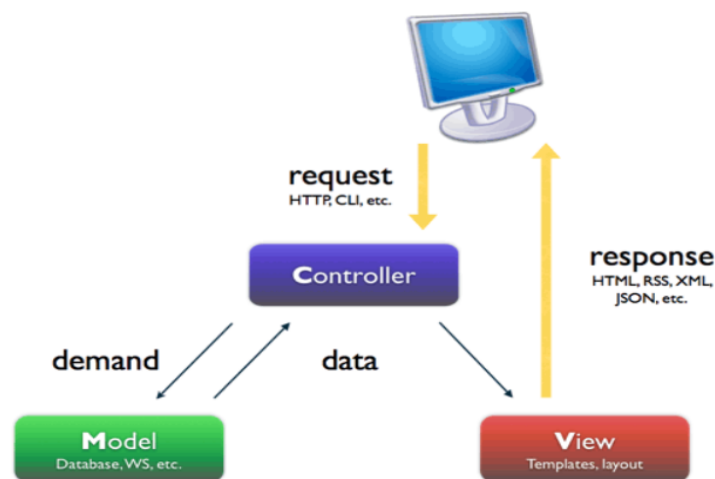 request
HTTP, CLI, etc.
Controller
response
HTML, RSS, XML,
JSON, etc.
demand
data
Model
Database, WS, etc.
View
Templates, layout